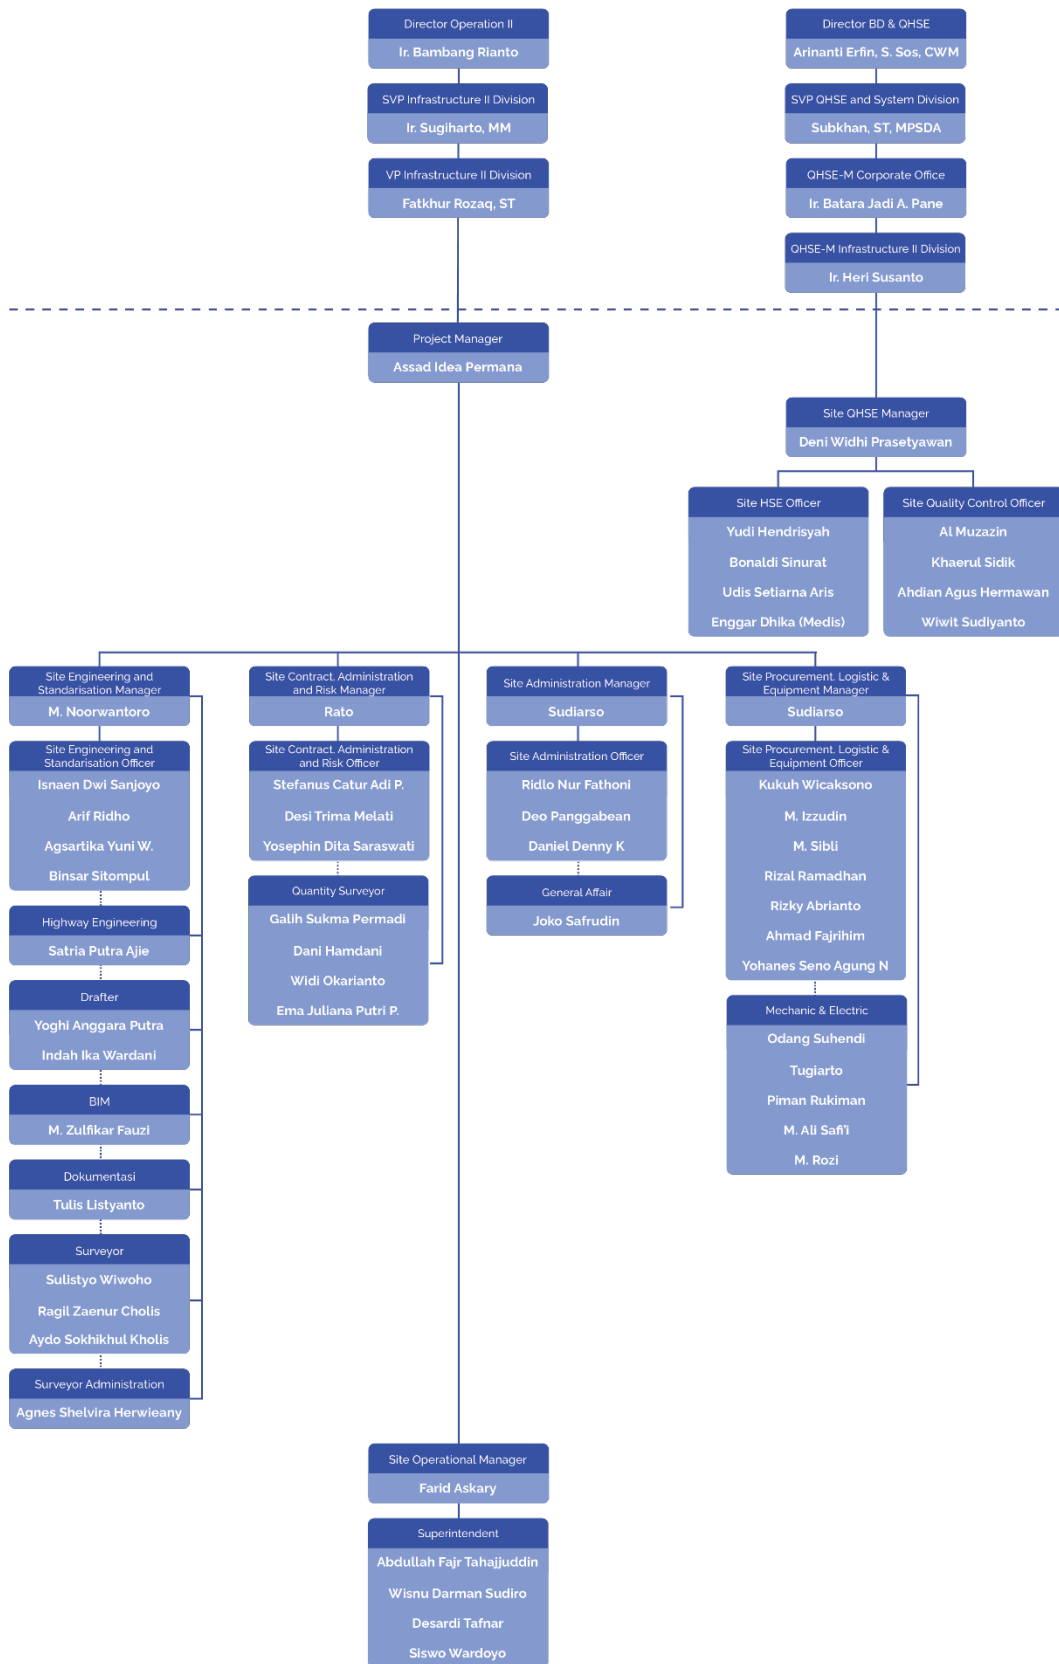 Director Operation II
Ir. Bambang Rianto
SVP Infrastructure II Division
Ir. Sugiharto, MM
VP Infrastructure II Division
Fatkhur Rozaq, ST
Director BD & QHSE
Arinanti Erfin, S. Sos, CWM
SVP QHSE and System Division
Subkhan, ST, MPSDA
QHSE-M Corporate Office
Ir. Batara Jadi A. Pane
QHSE-M Infrastructure II Division
Ir. Heri Susanto
Project Manager
Assad Idea Permana
Site QHSE Manager
Deni Widhi Prasetyawan
Site HSE Officer
Yudi Hendrisyah
Bonaldi Sinurat
Udis Setiarna Aris
Enggar Dhika (Medis)
Site Quality Control Officer
Al Muzazin
Khaerul Sidik
Ahdian Agus Hermawan
Wiwit Sudiyanto
Site Engineering and
Standarisation Manager
M. Noorwantoro
Site Engineering and
Standarisation Officer
Isnaen Dwi Sanjoyo
Arif Ridho
Agsartika Yuni W.
Binsar Sitompul
Highway Engineering
Satria Putra Ajie
Drafter
Yoghi Anggara Putra
Indah Ika Wardani
BIM
M. Zulfikar Fauzi
Dokumentasi
Tulis Listyanto
Surveyor
Sulistyo Wiwoho
Ragil Zaenur Cholis
Aydo Sokhikhul Kholis
Surveyor Administration
Agnes Shelvira Herwieany
Site Contract, Administration
and Risk Manager
Rato
Site Contract, Administration
and Risk Officer
Stefanus Catur Adi P.
Desi Trima Melati
Yosephin Dita Saraswati
Quantity Surveyor
Galih Sukma Permadi
Dani Hamdani
Widi Okarianto
Ema Juliana Putri P.
Site Administration Manager
Sudiarso
Site Administration Officer
Ridlo Nur Fathoni
Deo Panggabean
Daniel Denny K
General Affair
Joko Safrudin
Site Procurement, Logistic &
Equipment Manager
Sudiarso
Site Procurement, Logistic &
Equipment Officer
Kukuh Wicaksono
M. Izzudin
M. Sibli
Rizal Ramadhan
Rizky Abrianto
Ahmad Fajrihim
Yohanes Seno Agung N
Mechanic & Electric
Odang Suhendi
Tugiarto
Piman Rukiman
M. Ali Safi'i
M. Rozi
Site Operational Manager
Farid Askary
Superintendent
Abdullah Fajr Tahajjuddin
Wisnu Darman Sudiro
Desardi Tafnar
Siswo Wardoyo